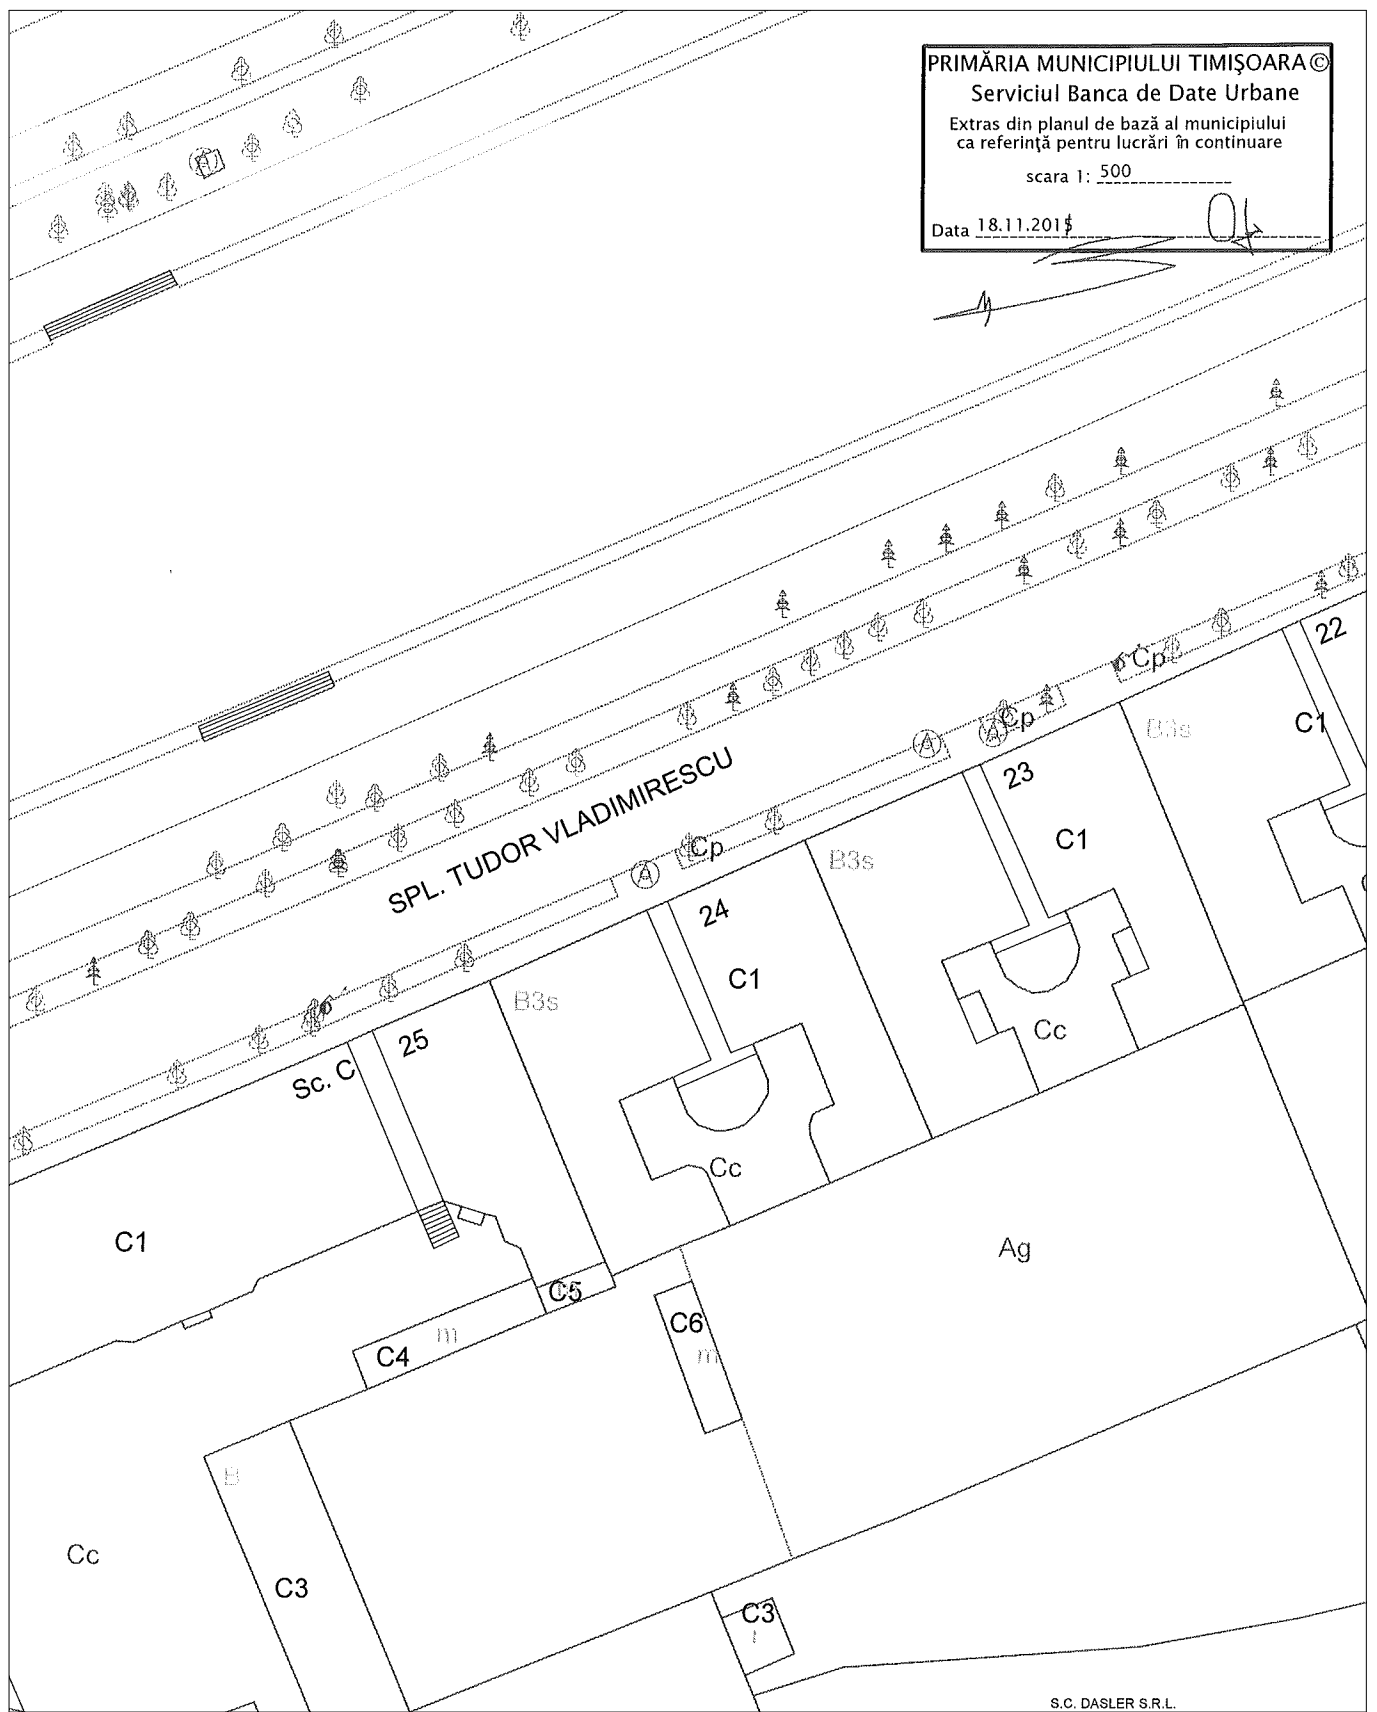 PRIMĂRIA MUNICIPIULUI TIMIŞOARA ©
Serviciul Banca de Date Urbane
Extras din planul de bază al municipiului
ca referinţă pentru lucrări în continuare
scara 1: 500
Data 18.11.2015
22
Cp
B3s
C1
A
A
Cp
23
C1
SPL. TUDOR VLADIMIRESCU
Cp
B3s
A
24
C1
B3s
Cc
25
Sc. C
Cc
C1
Ag
C5
C6
m
m
C4
B
Cc
C3
C3
S.C. DASLER S.R.L.